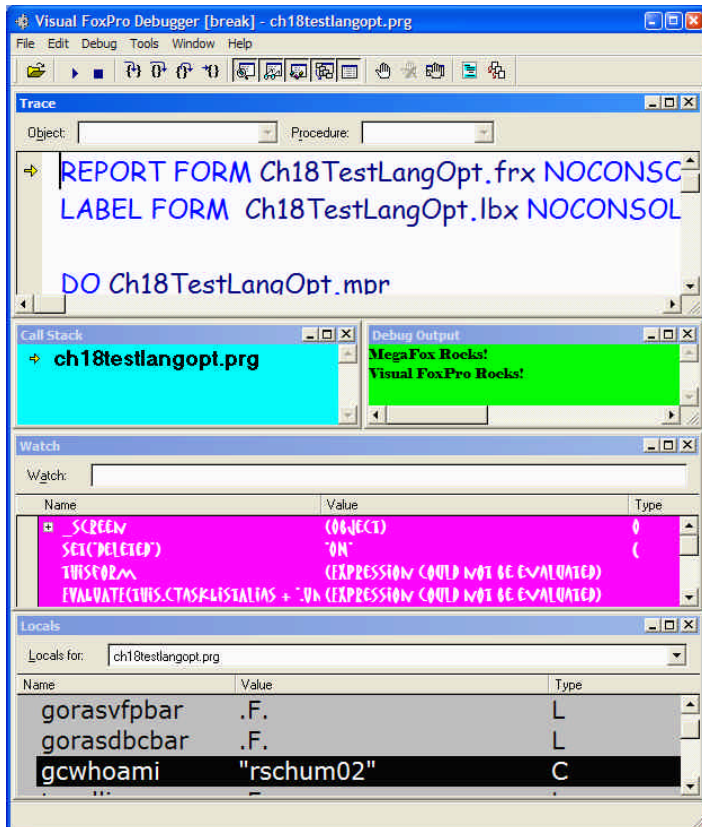 Visual FoxPro Debugger [break] - ch18testlangopt.prg
File Edit Debug Tools Window Help
Trace
Object: Procedure:
REPORT FORM Ch18TestLangOpt.frx NOCONSO
LABEL FORM Ch18TestLangOpt.lbx NOCONSOL
DO Ch18TestLangOpt.mpr
Call Stack
ch18testlangopt.prg
Debug Output
MegaFox Rocks!
Visual FoxPro Rocks!
Watch
Watch:
Name Value Type
_SCREEN (OBJECT) O
SET("DELETED") "ON" C
THISFORM (EXPRESSION COULD NOT BE EVALUATED)
EVALUATE(THIS.CTASKLISTALIAS + ". (EXPRESSION COULD NOT BE EVALUATED)
Locals
Locals for: ch18testlangopt.prg
Name Value Type
gorasvfpbar .F. L
gorasdbcbar .F. L
gcwhoami "rschum02" C